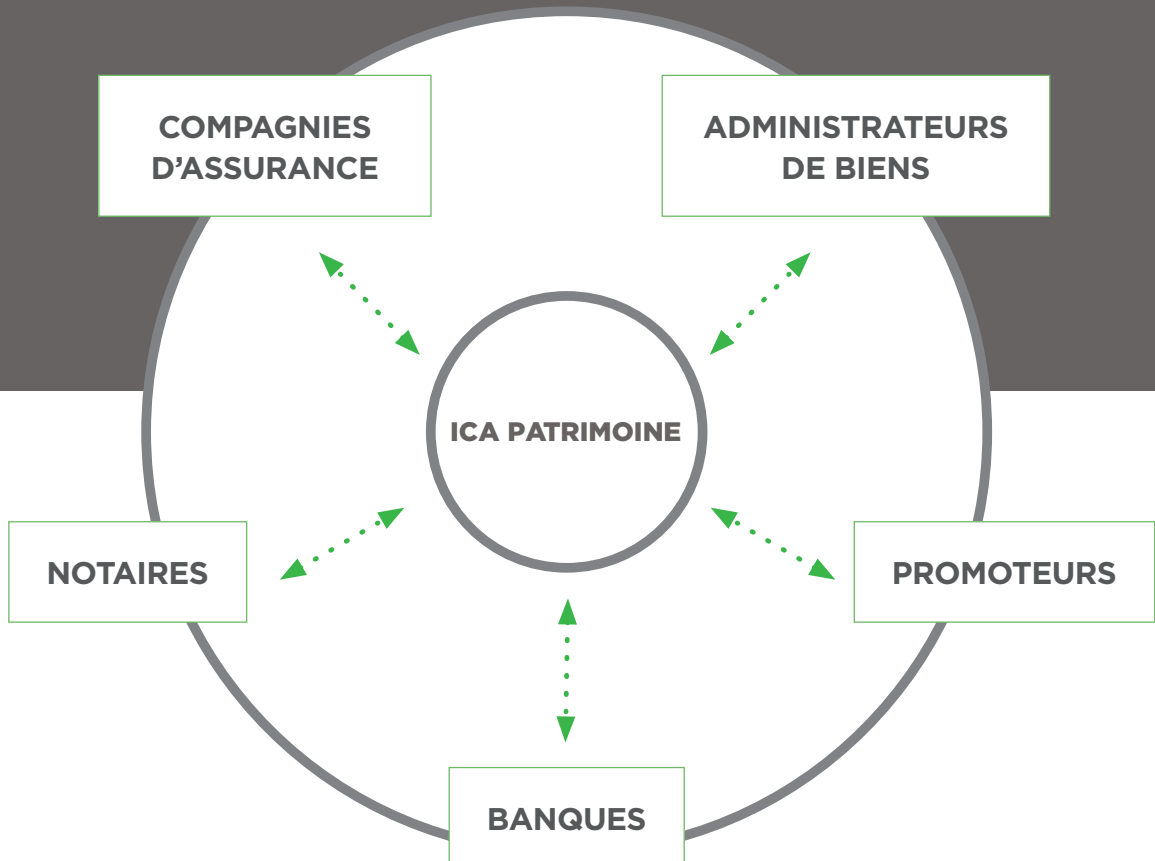 COMPAGNIES
D’ASSURANCE
ADMINISTRATEURS
DE BIENS
ICA PATRIMOINE
NOTAIRES
PROMOTEURS
BANQUES